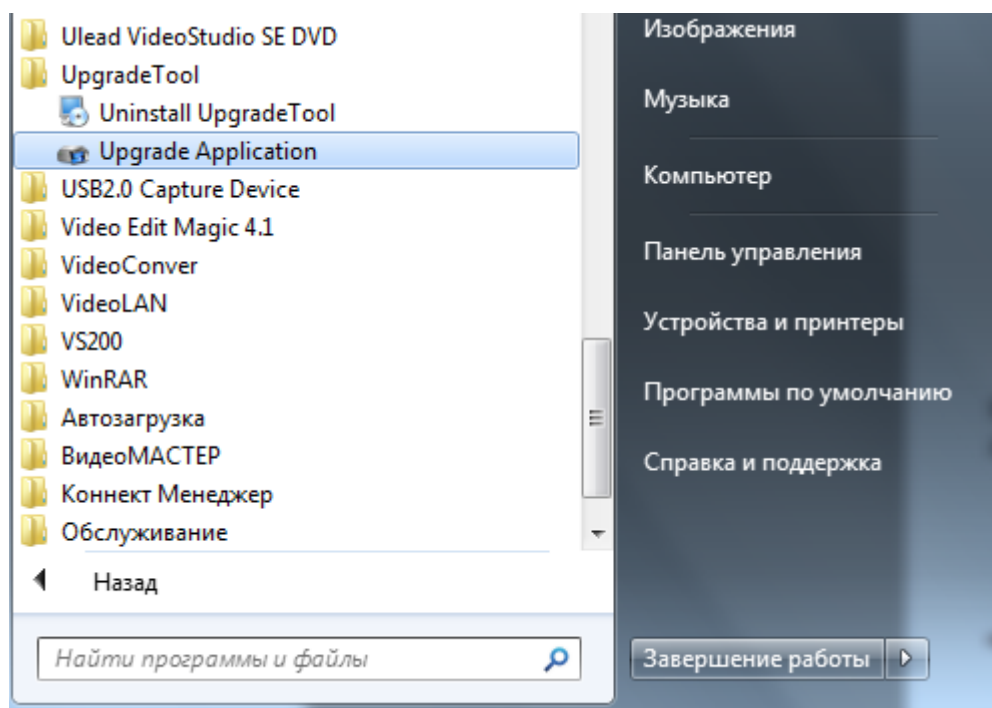 Ulead VideoStudio SE DVD
UpgradeTool
Uninstall UpgradeTool
Upgrade Application
USB2.0 Capture Device
Video Edit Magic 4.1
VideoConver
VideoLAN
VS200
WinRAR
Автозагрузка
ВидеоМАСТЕР
Коннект Менеджер
Обслуживание
Назад
Найти программы и файлы
Изображения
Музыка
Компьютер
Панель управления
Устройства и принтеры
Программы по умолчанию
Справка и поддержка
Завершение работы